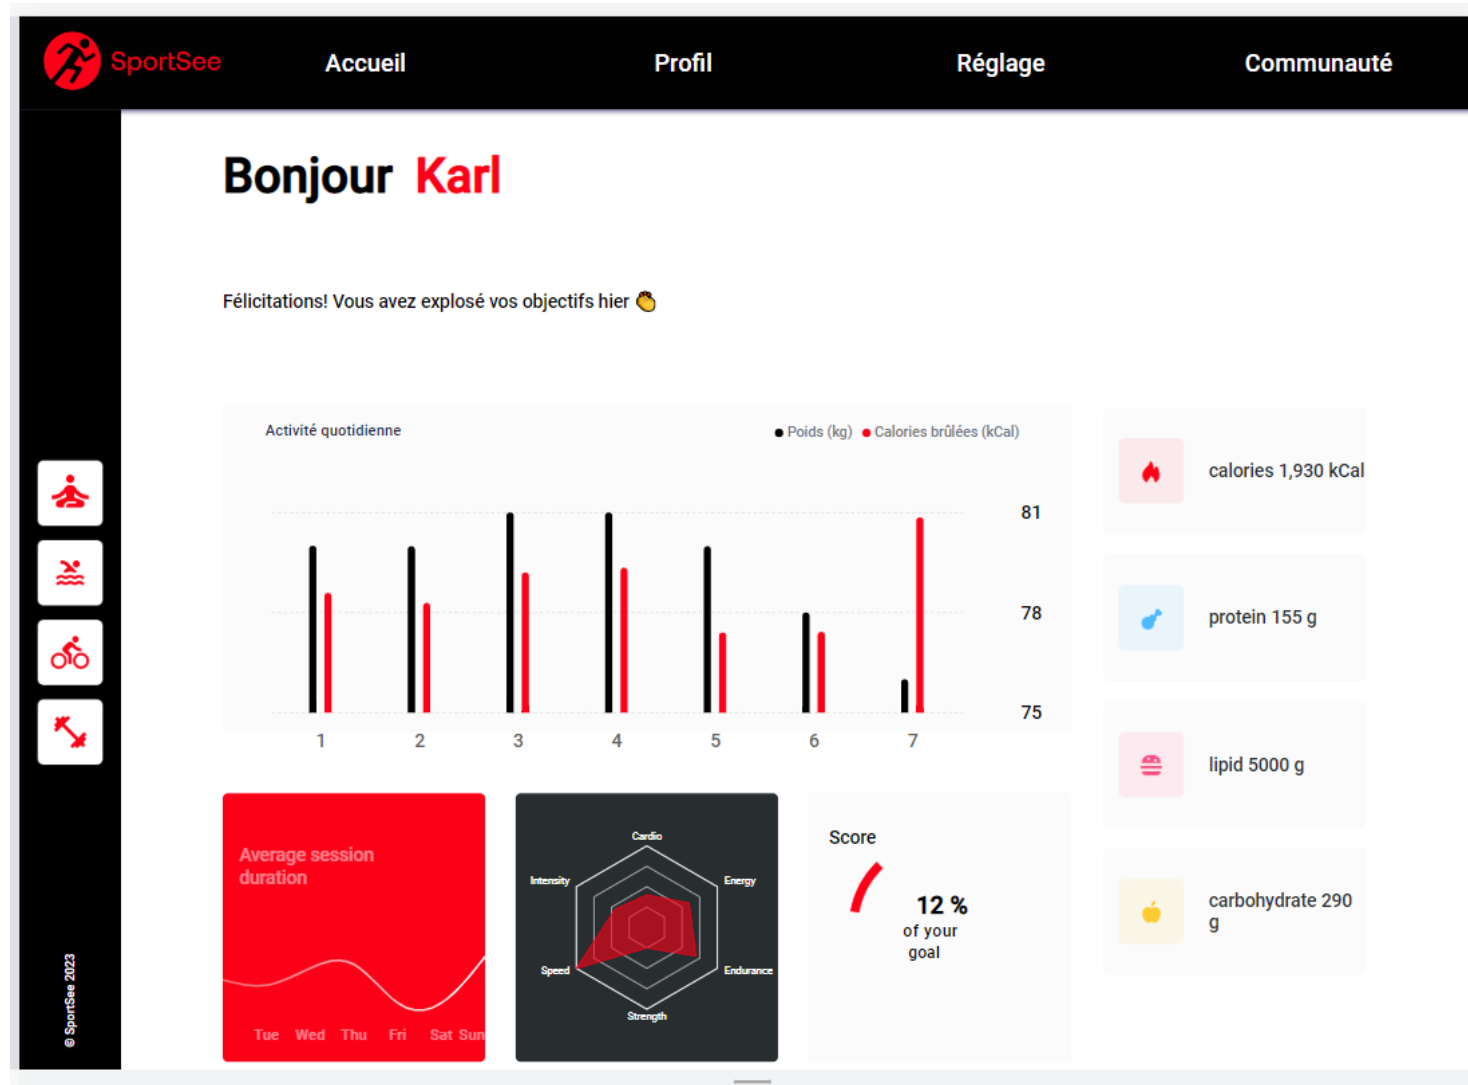 SportSee
Accueil
Profil
Réglage
Communauté
Bonjour Karl
Félicitations! Vous avez explosé vos objectifs hier 👏
Activité quotidienne
Poids (kg)
Calories brûlées (kCal)
81
78
75
1 2 3 4 5 6 7
calories 1,930 kCal
protein 155 g
lipid 5000 g
carbohydrate 290
g
Average session
duration
Tue Wed Thu Fri Sat Sun
Cardio
Intensity
Energy
Speed
Endurance
Strength
Score
12 %
of your
goal
© SportSee 2023